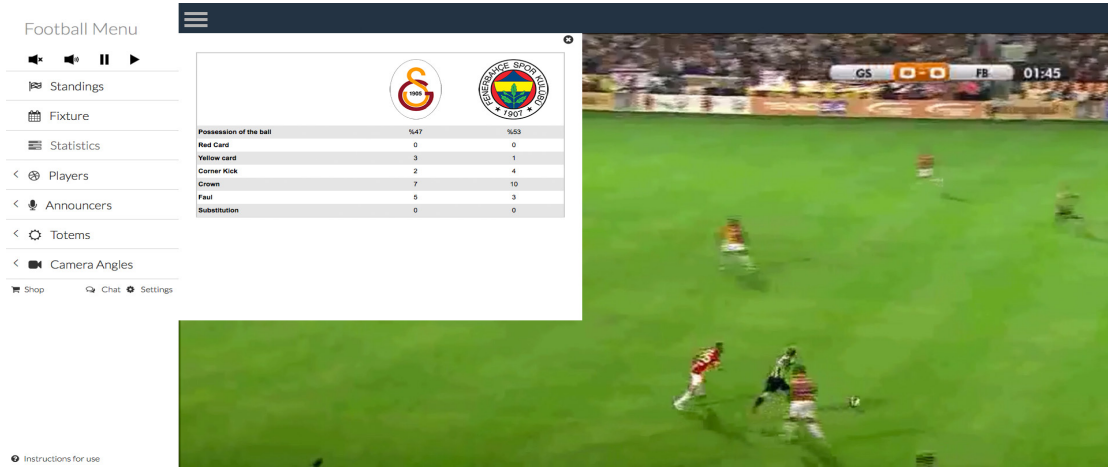 Football Menu
Standings
Fixture
Statistics
Players
Announcers
Totems
Camera Angles
Shop Chat Settings
Instructions for use
1905
FENERBAHÇE SPOR KULÜBÜ
* 1907 *
Possession of the ball %47 %53
Red Card 0 0
Yellow card 3 1
Corner Kick 2 4
Crown 7 10
Faul 5 3
Substitution 0 0
GS 0-0 FB 01:45